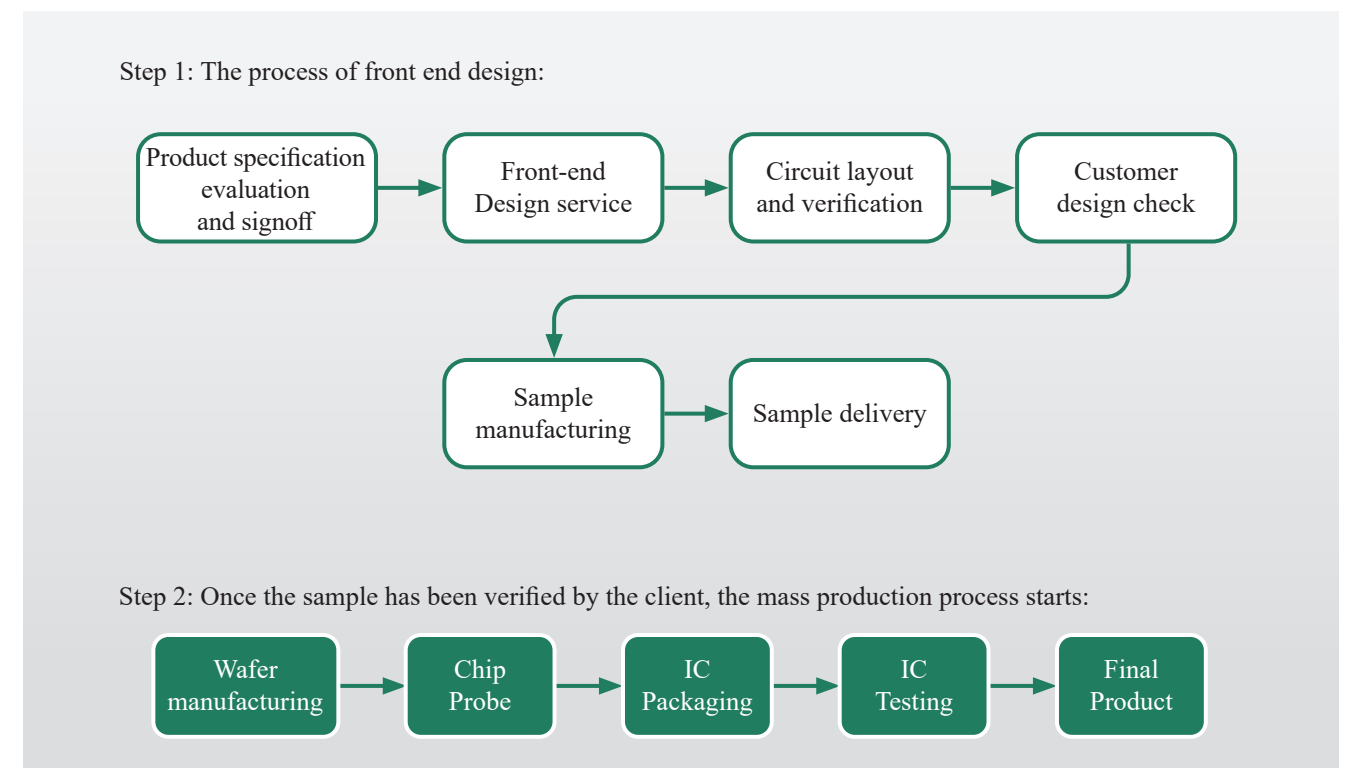 Step 1: The process of front end design:
Product specification
evaluation
and signoff
Front-end
Design service
Circuit layout
and verification
Customer
design check
Sample
manufacturing
Sample delivery
Step 2: Once the sample has been verified by the client, the mass production process starts:
Wafer
manufacturing
Chip
Probe
IC
Packaging
IC
Testing
Final
Product